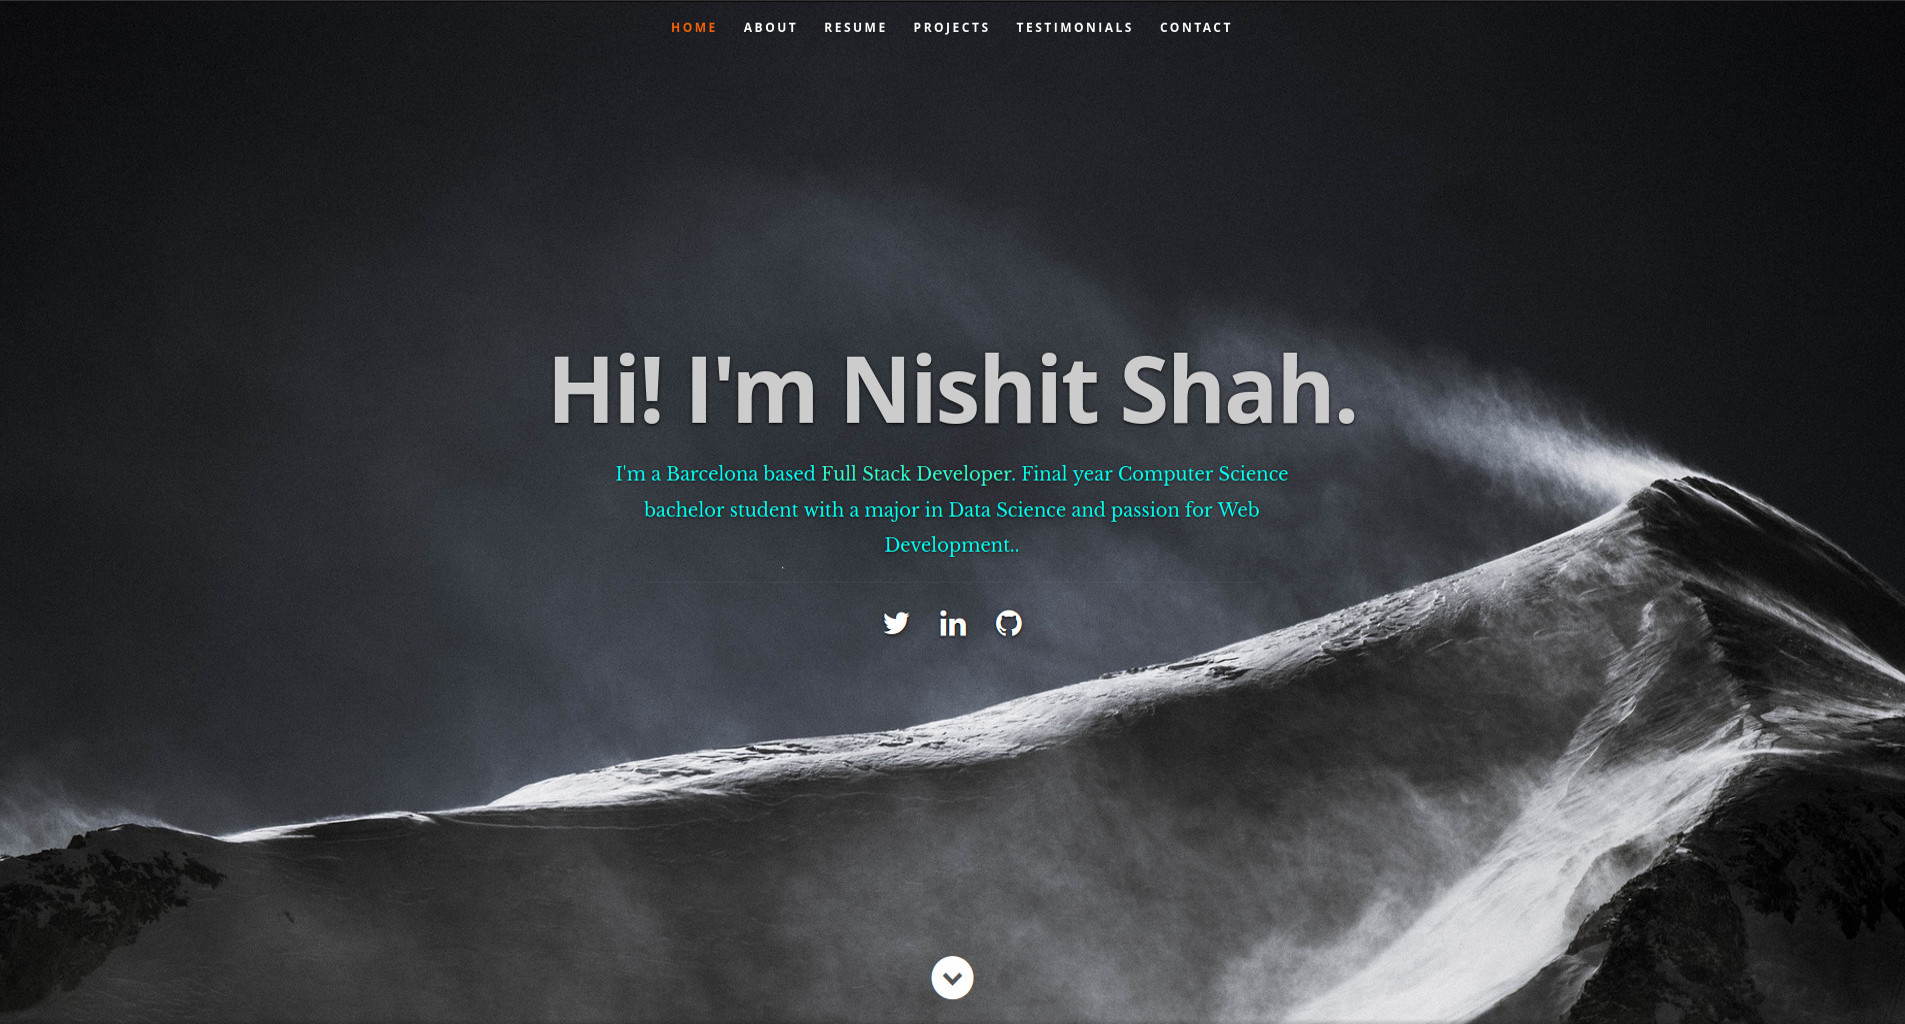 HOME ABOUT RESUME PROJECTS TESTIMONIALS CONTACT
Hi! I'm Nishit Shah.
I'm a Barcelona based Full Stack Developer. Final year Computer Science
bachelor student with a major in Data Science and passion for Web
Development..
in